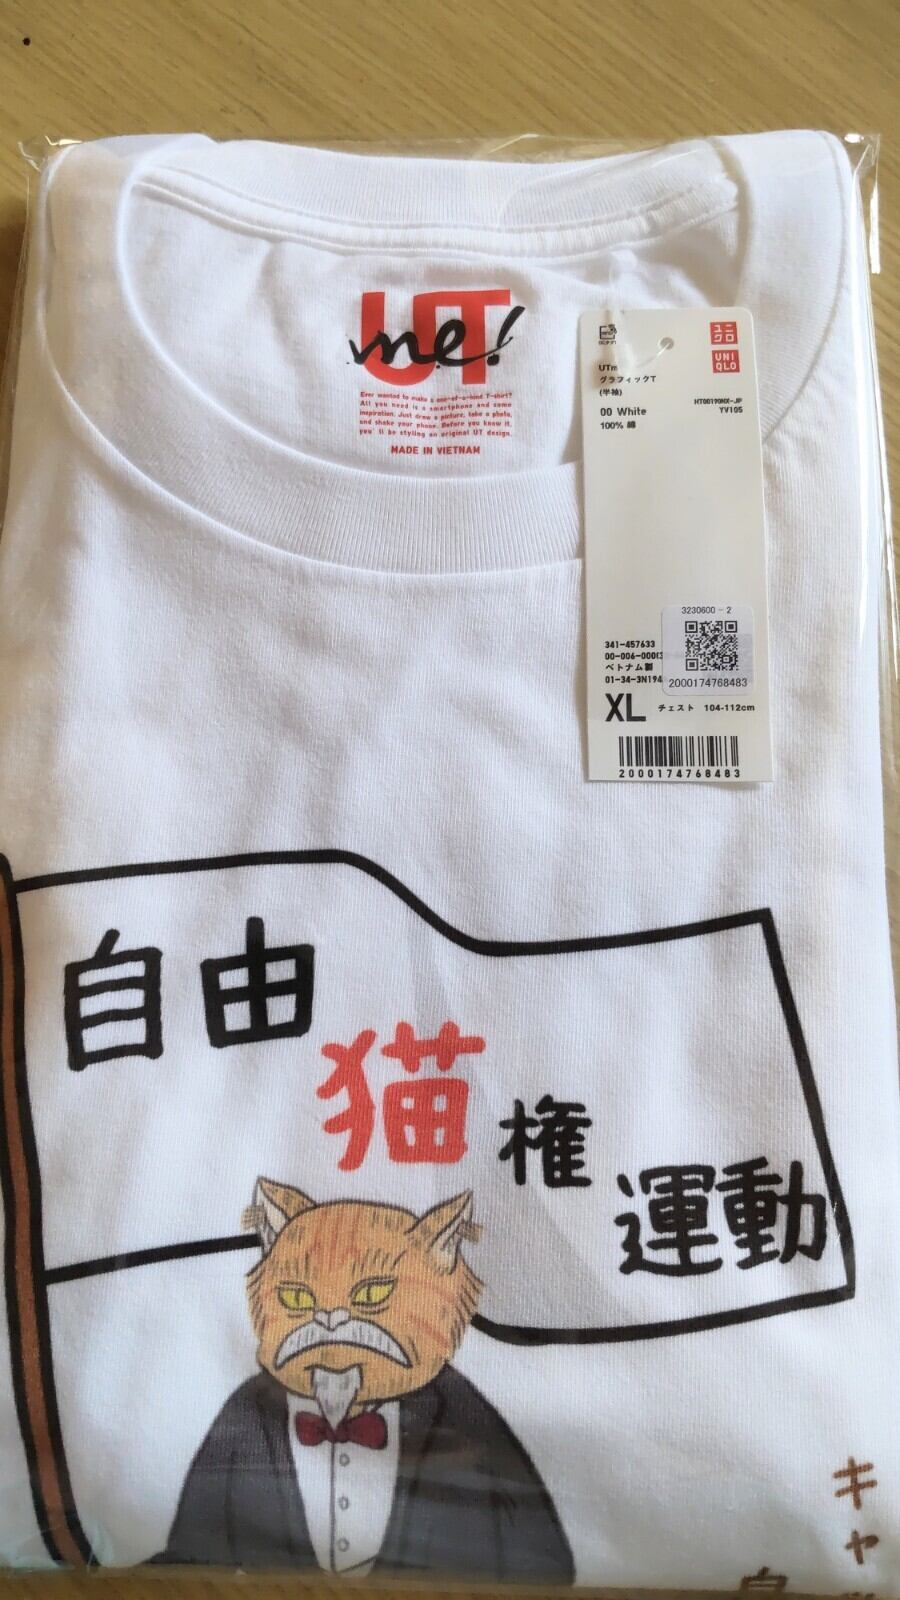 UT
me!
Ever wanted to make a one-of-a-kind T-shirt?
All you need is a smartphone and some
inspiration. Just draw a picture, take a photo,
and shake your phone. Before you know it,
you'll be styling an original UT design.
MADE IN VIETNAM
ユニクロ
UNIQLO
グラフィックT
(半袖)
HT00190NX-JP
00 White
YV105
100% 綿
3230600-2
341-457633
ベトナム製
2000174768483
XL チェスト 104-112cm
2000174768483
自由
猫権
運動
キャ